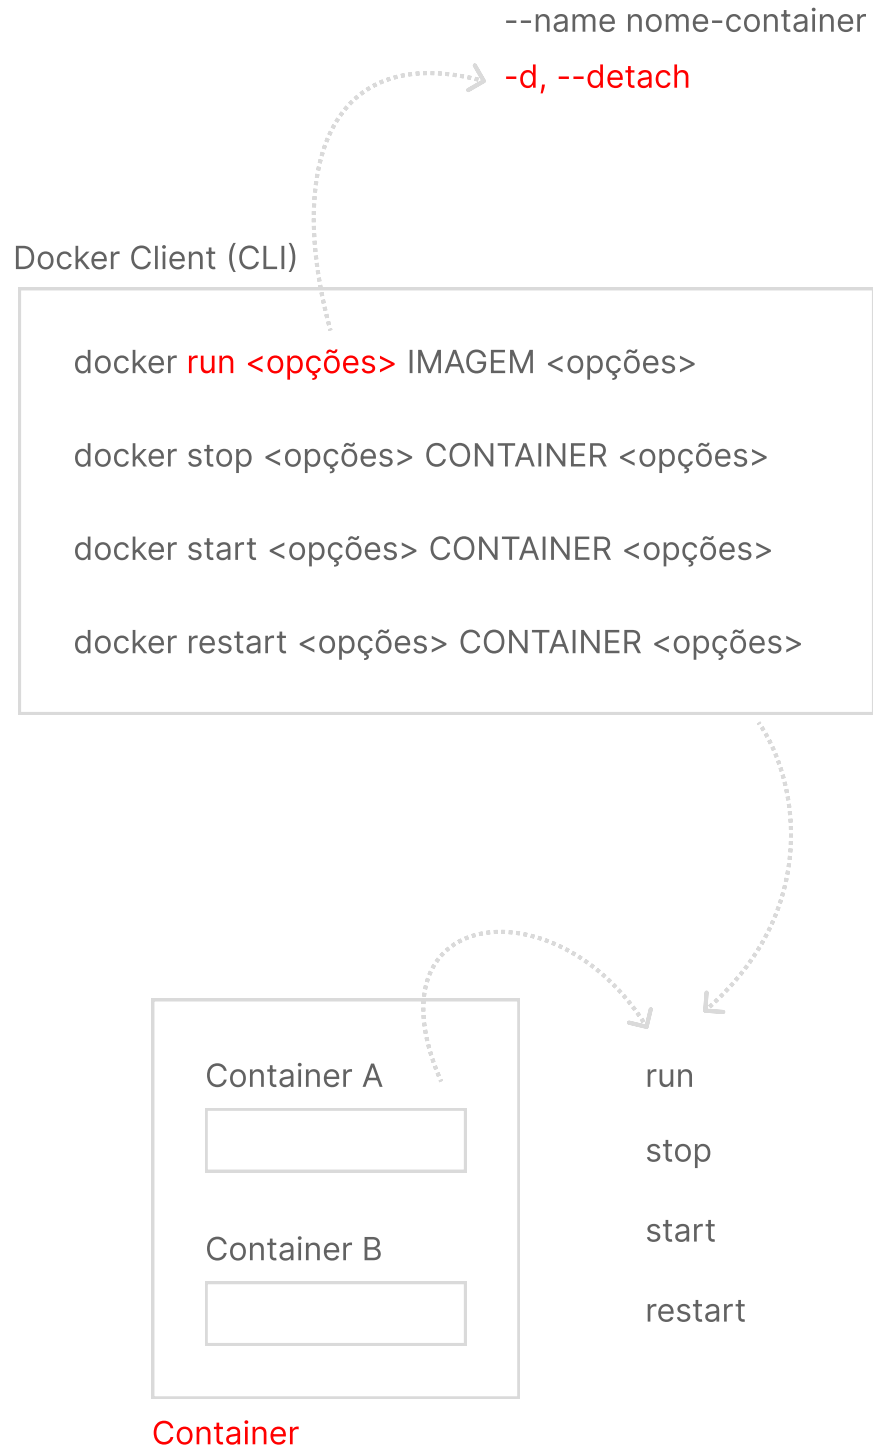 --name nome-container
-d, --detach
Docker Client (CLI)
docker run <opções> IMAGEM <opções>
docker stop <opções> CONTAINER <opções>
docker start <opções> CONTAINER <opções>
docker restart <opções> CONTAINER <opções>
Container A
run
stop
Container B
start
restart
Container